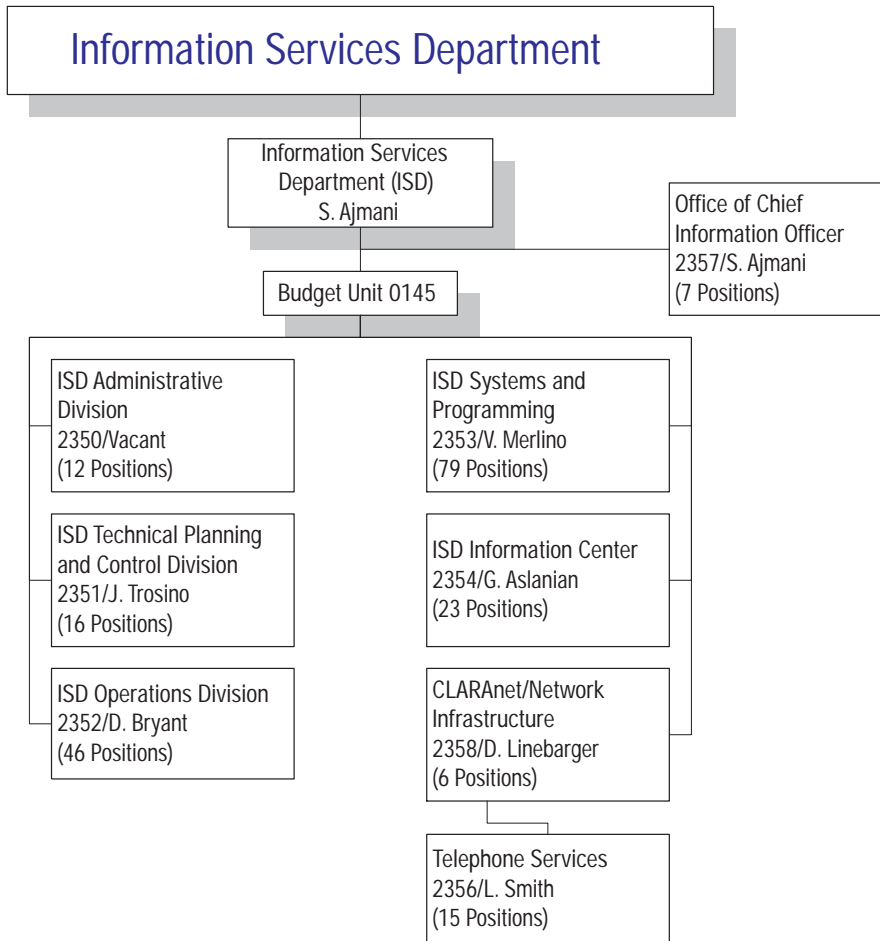 Information Services Department
Information Services
Department (ISD)
S. Ajmani
Office of Chief
Information Officer
2357/S. Ajmani
(7 Positions)
Budget Unit 0145
ISD Administrative
Division
2350/Vacant
(12 Positions)
ISD Systems and
Programming
2353/V. Merlino
(79 Positions)
ISD Technical Planning
and Control Division
2351/J. Trosino
(16 Positions)
ISD Information Center
2354/G. Aslanian
(23 Positions)
ISD Operations Division
2352/D. Bryant
(46 Positions)
CLARAnet/Network
Infrastructure
2358/D. Linebarger
(6 Positions)
Telephone Services
2356/L. Smith
(15 Positions)